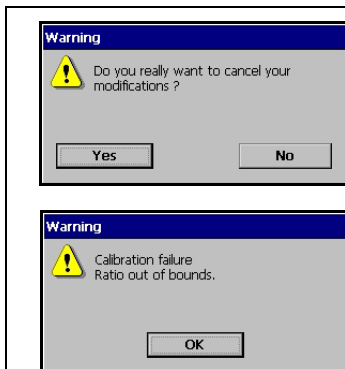 Warning
Do you really want to cancel your
modifications ?
Yes
No
Warning
Calibration failure
Ratio out of bounds.
OK